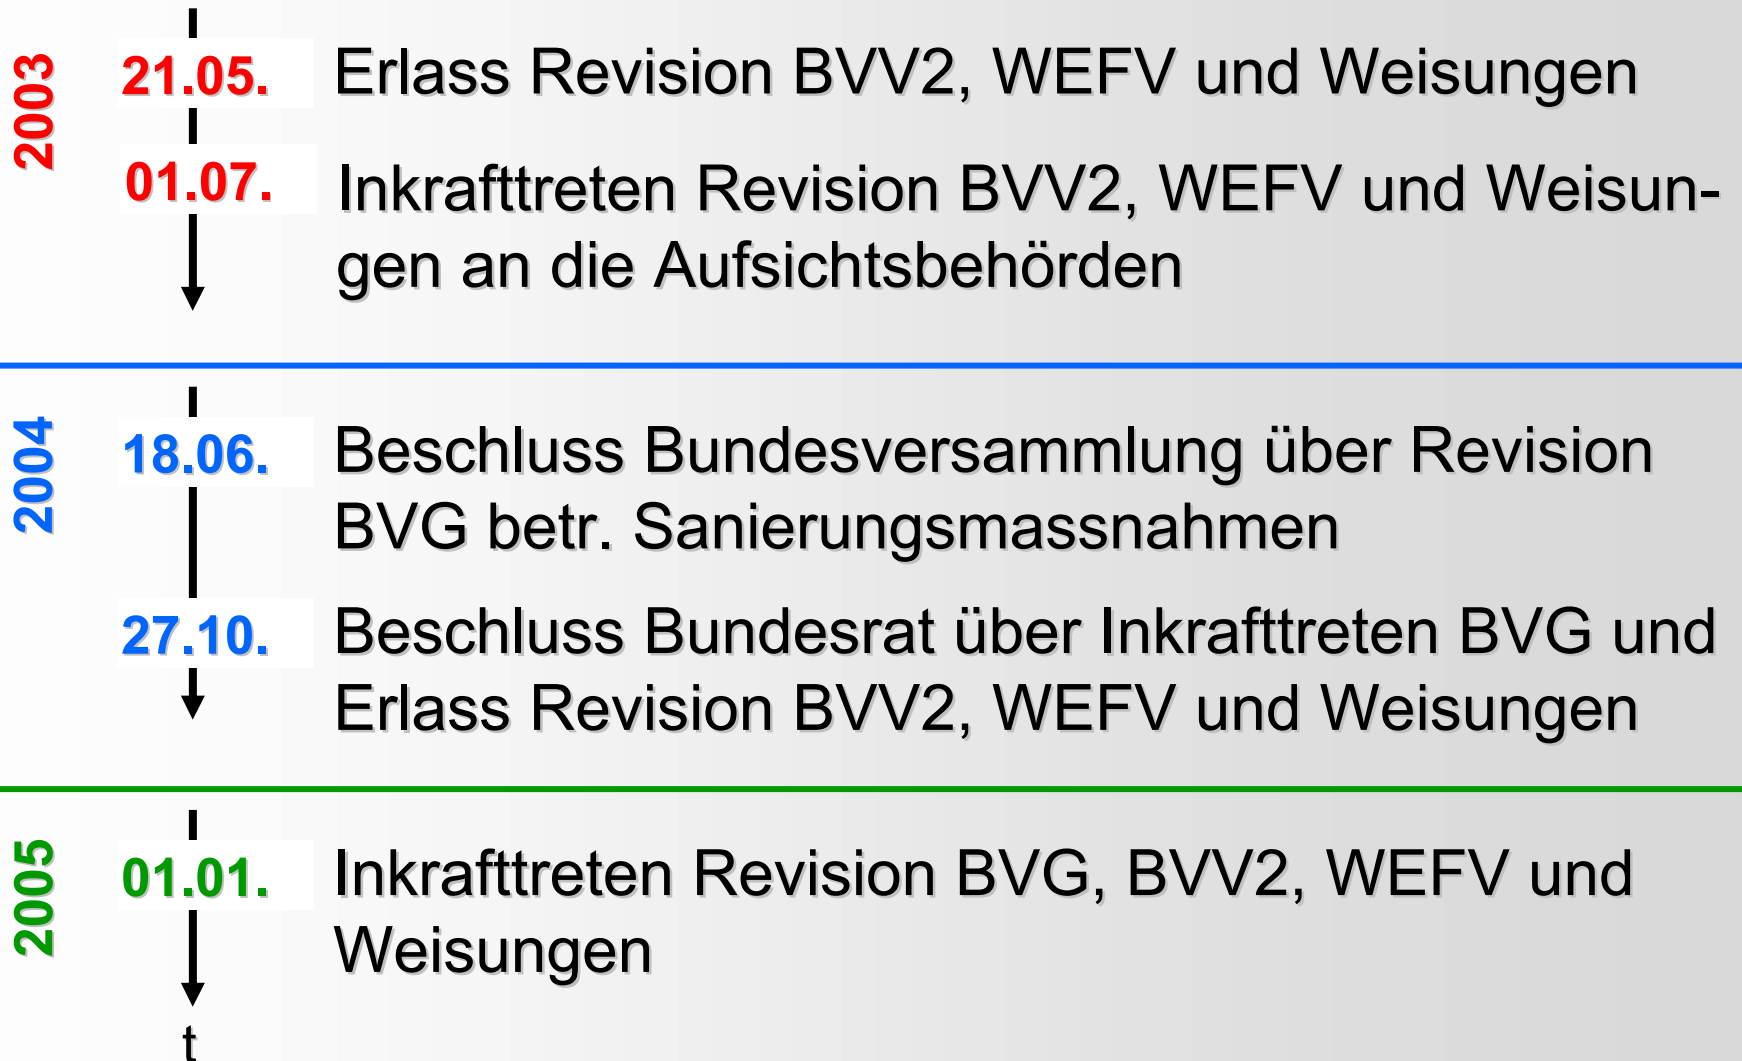 2003
21.05. Erlass Revision BVV2, WEFV und Weisungen
01.07. Inkrafttreten Revision BVV2, WEFV und Weisun-
gen an die Aufsichtsbehörden
2004
18.06. Beschluss Bundesversammlung über Revision
BVG betr. Sanierungsmassnahmen
27.10. Beschluss Bundesrat über Inkrafttreten BVG und
Erlass Revision BVV2, WEFV und Weisungen
2005
01.01. Inkrafttreten Revision BVG, BVV2, WEFV und
Weisungen
t